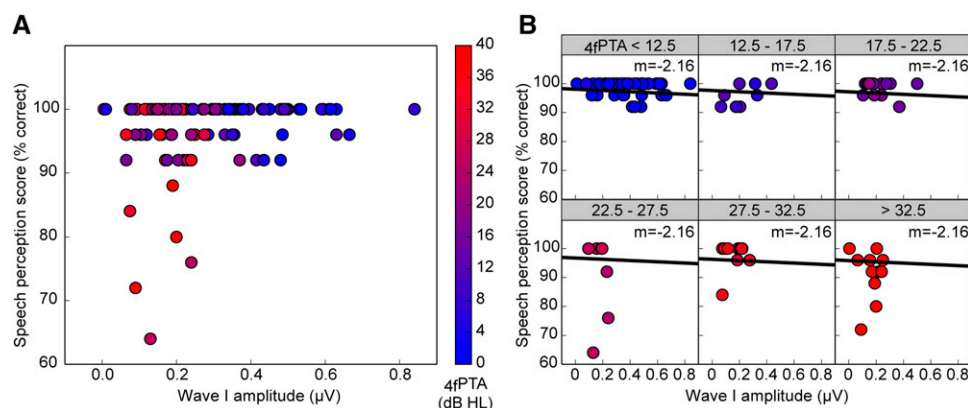 A
Speech perception score (% correct)
100
90
80
70
60
0.0 0.2 0.4 0.6 0.8
Wave I amplitude (µV)
40
36
32
28
24
20
16
12
8
4
0
4fPTA
(dB HL)
B
Speech perception score (% correct)
4fPTA < 12.5 12.5 - 17.5 17.5 - 22.5
m=-2.16 m=-2.16 m=-2.16
100
90
80
70
60
22.5 - 27.5 27.5 - 32.5 > 32.5
m=-2.16 m=-2.16 m=-2.16
100
90
80
70
60
0 0.2 0.4 0.6 0.8 0 0.2 0.4 0.6 0.8 0 0.2 0.4 0.6 0.8
Wave I amplitude (µV)